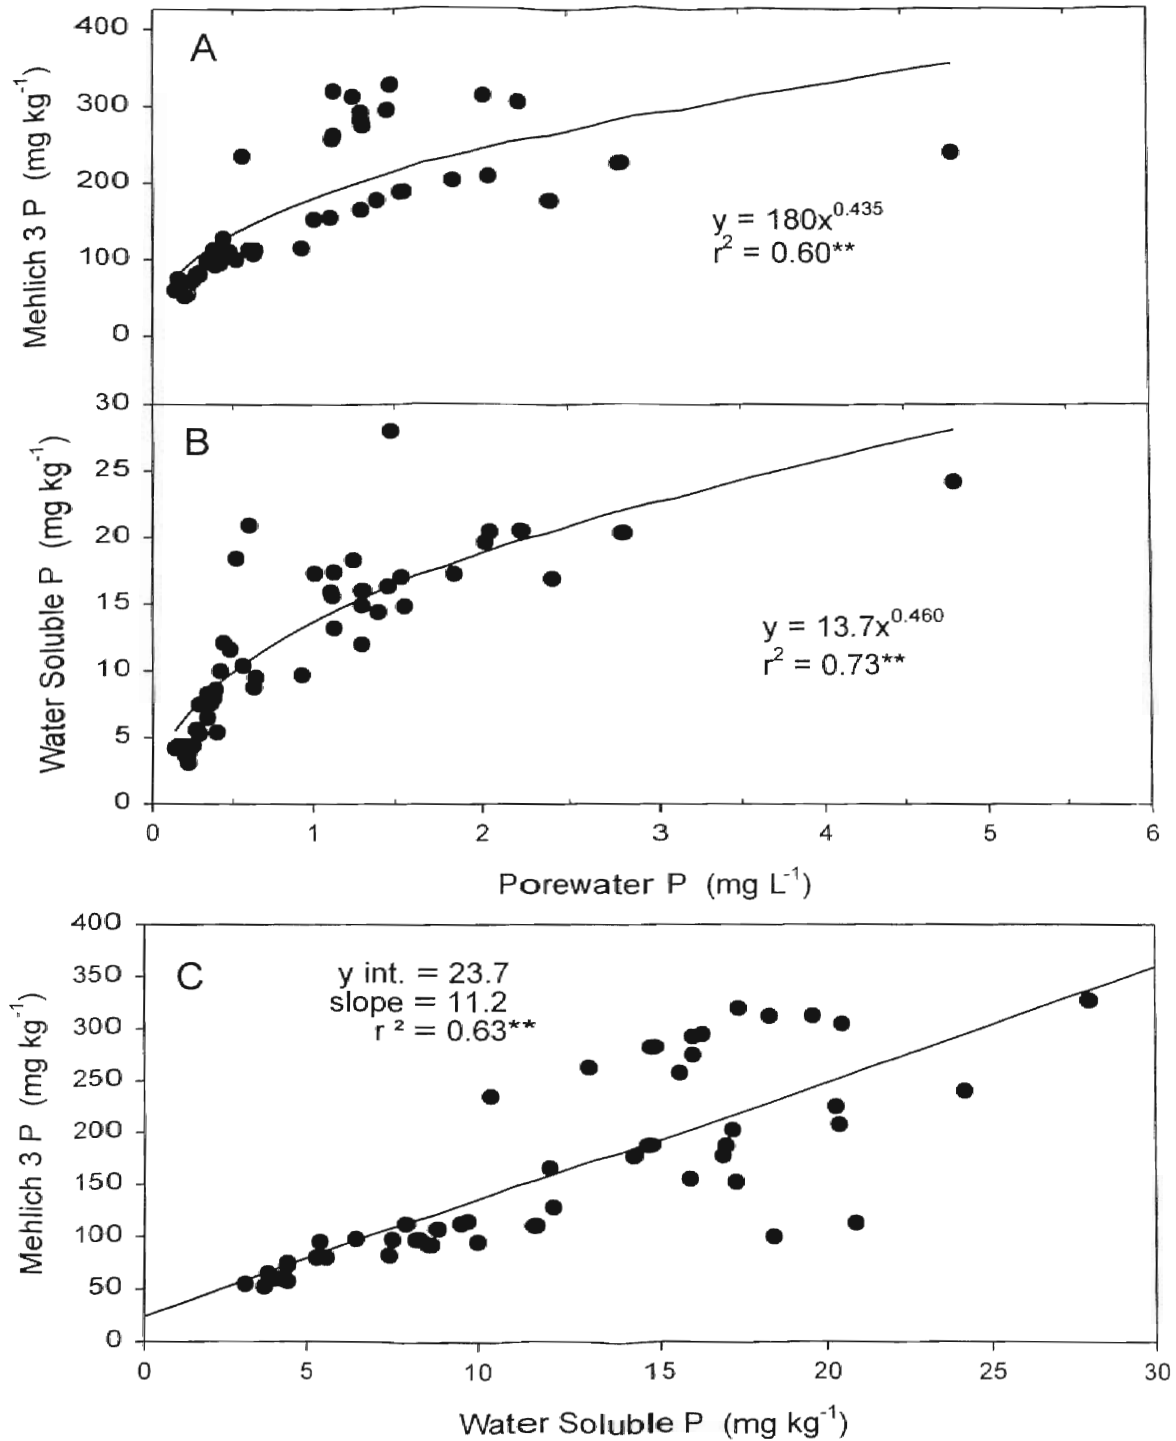 A
Mehlich 3 P (mg kg-1)
400
300
200
100
0
y = 180x0.435
r2 = 0.60**
B
Water Soluble P (mg kg-1)
30
25
20
15
10
5
0
y = 13.7x0.460
r2 = 0.73**
0 1 2 3 4 5 6
Porewater P (mg L-1)
C
Mehlich 3 P (mg kg-1)
400
350
300
250
200
150
100
50
0
y int. = 23.7
slope = 11.2
r ² = 0.63**
0 5 10 15 20 25 30
Water Soluble P (mg kg-1)